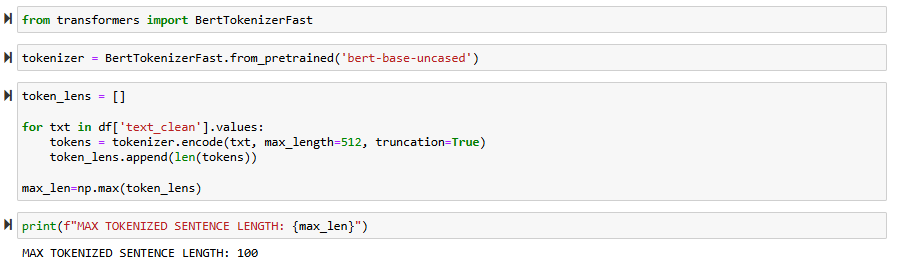 from transformers import BertTokenizerFast
tokenizer = BertTokenizerFast.from_pretrained('bert-base-uncased')
token_lens = []
for txt in df['text_clean'].values:
    tokens = tokenizer.encode(txt, max_length=512, truncation=True)
    token_lens.append(len(tokens))
max_len=np.max(token_lens)
print(f"MAX TOKENIZED SENTENCE LENGTH: {max_len}")
MAX TOKENIZED SENTENCE LENGTH: 100